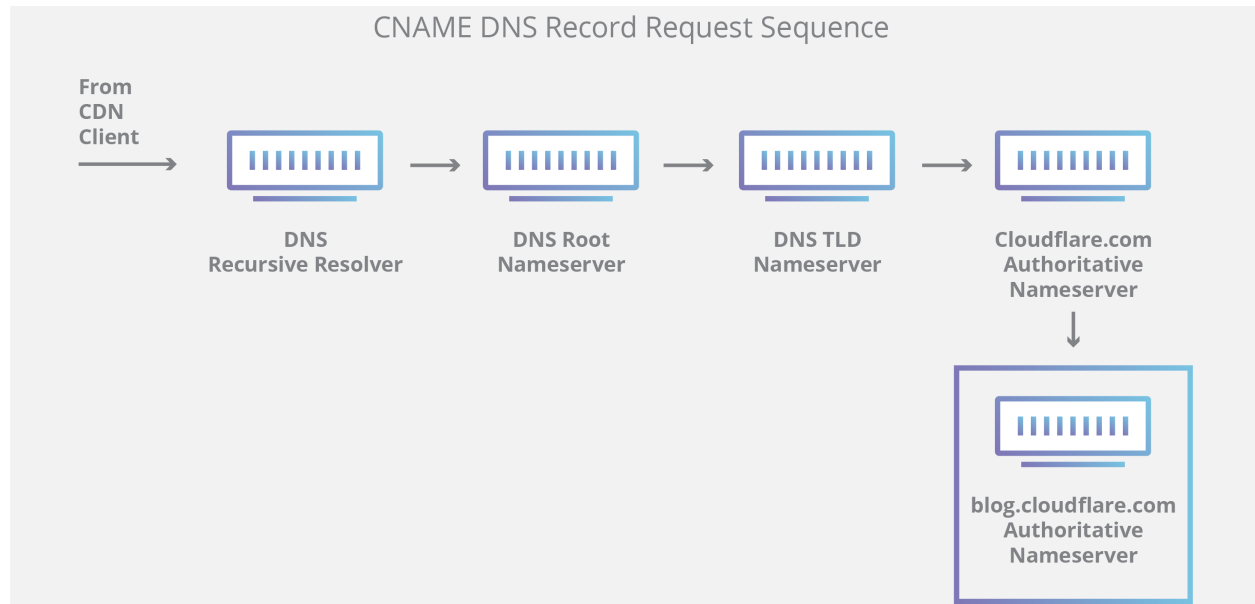 CNAME DNS Record Request Sequence
From
CDN
Client
DNS
Recursive Resolver
DNS Root
Nameserver
DNS TLD
Nameserver
Cloudflare.com
Authoritative
Nameserver
blog.cloudflare.com
Authoritative
Nameserver